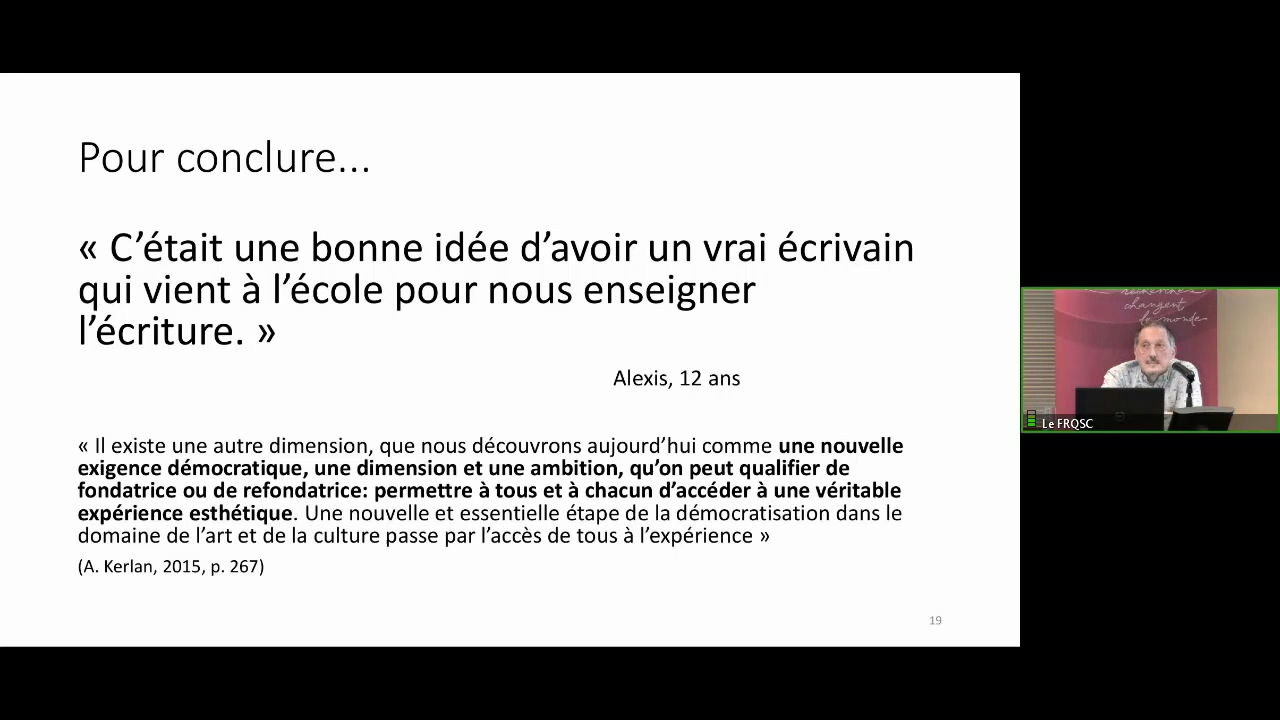 Pour conclure...
« C’était une bonne idée d’avoir un vrai écrivain
qui vient à l’école pour nous enseigner
l’écriture. »
Alexis, 12 ans
« Il existe une autre dimension, que nous découvrons aujourd’hui comme une nouvelle
exigence démocratique, une dimension et une ambition, qu’on peut qualifier de
fondatrice ou de refondatrice: permettre à tous et à chacun d’accéder à une véritable
expérience esthétique. Une nouvelle et essentielle étape de la démocratisation dans le
domaine de l’art et de la culture passe par l’accès de tous à l’expérience »
(A. Kerlan, 2015, p. 267)
19
recherches
changent
le monde
Le FRQSC